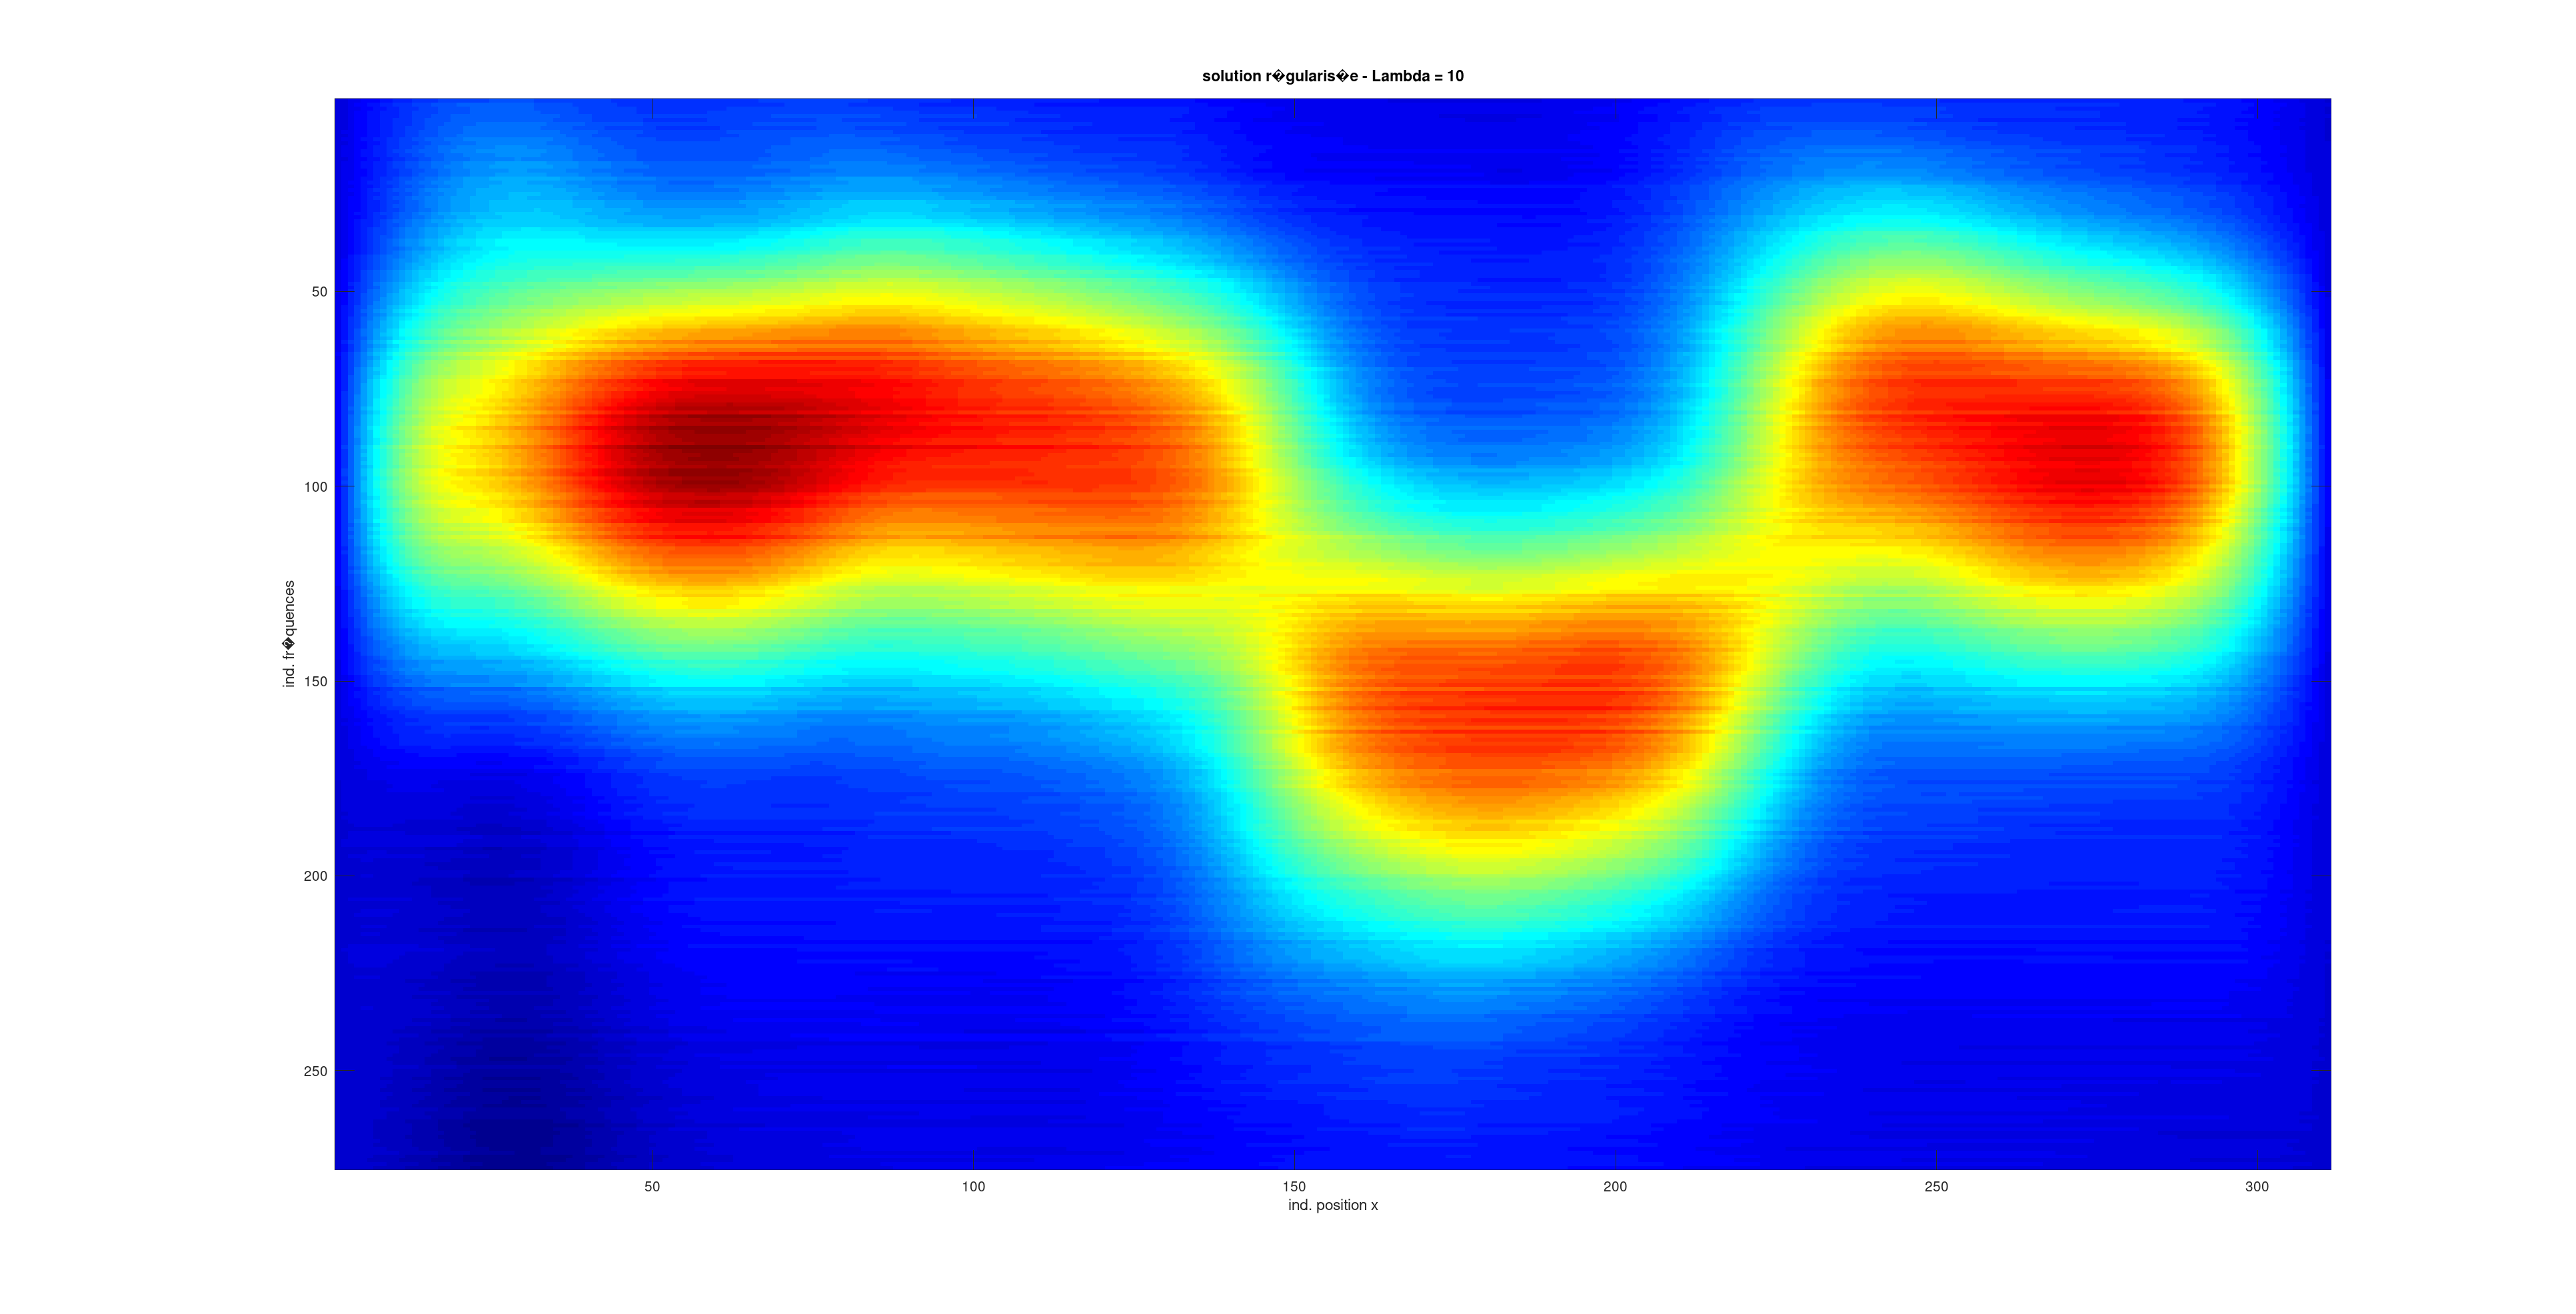 solution r�gularis�e - Lambda = 10
50
100
150
200
250
ind. fr�quences
50 100 150 200 250 300
ind. position x